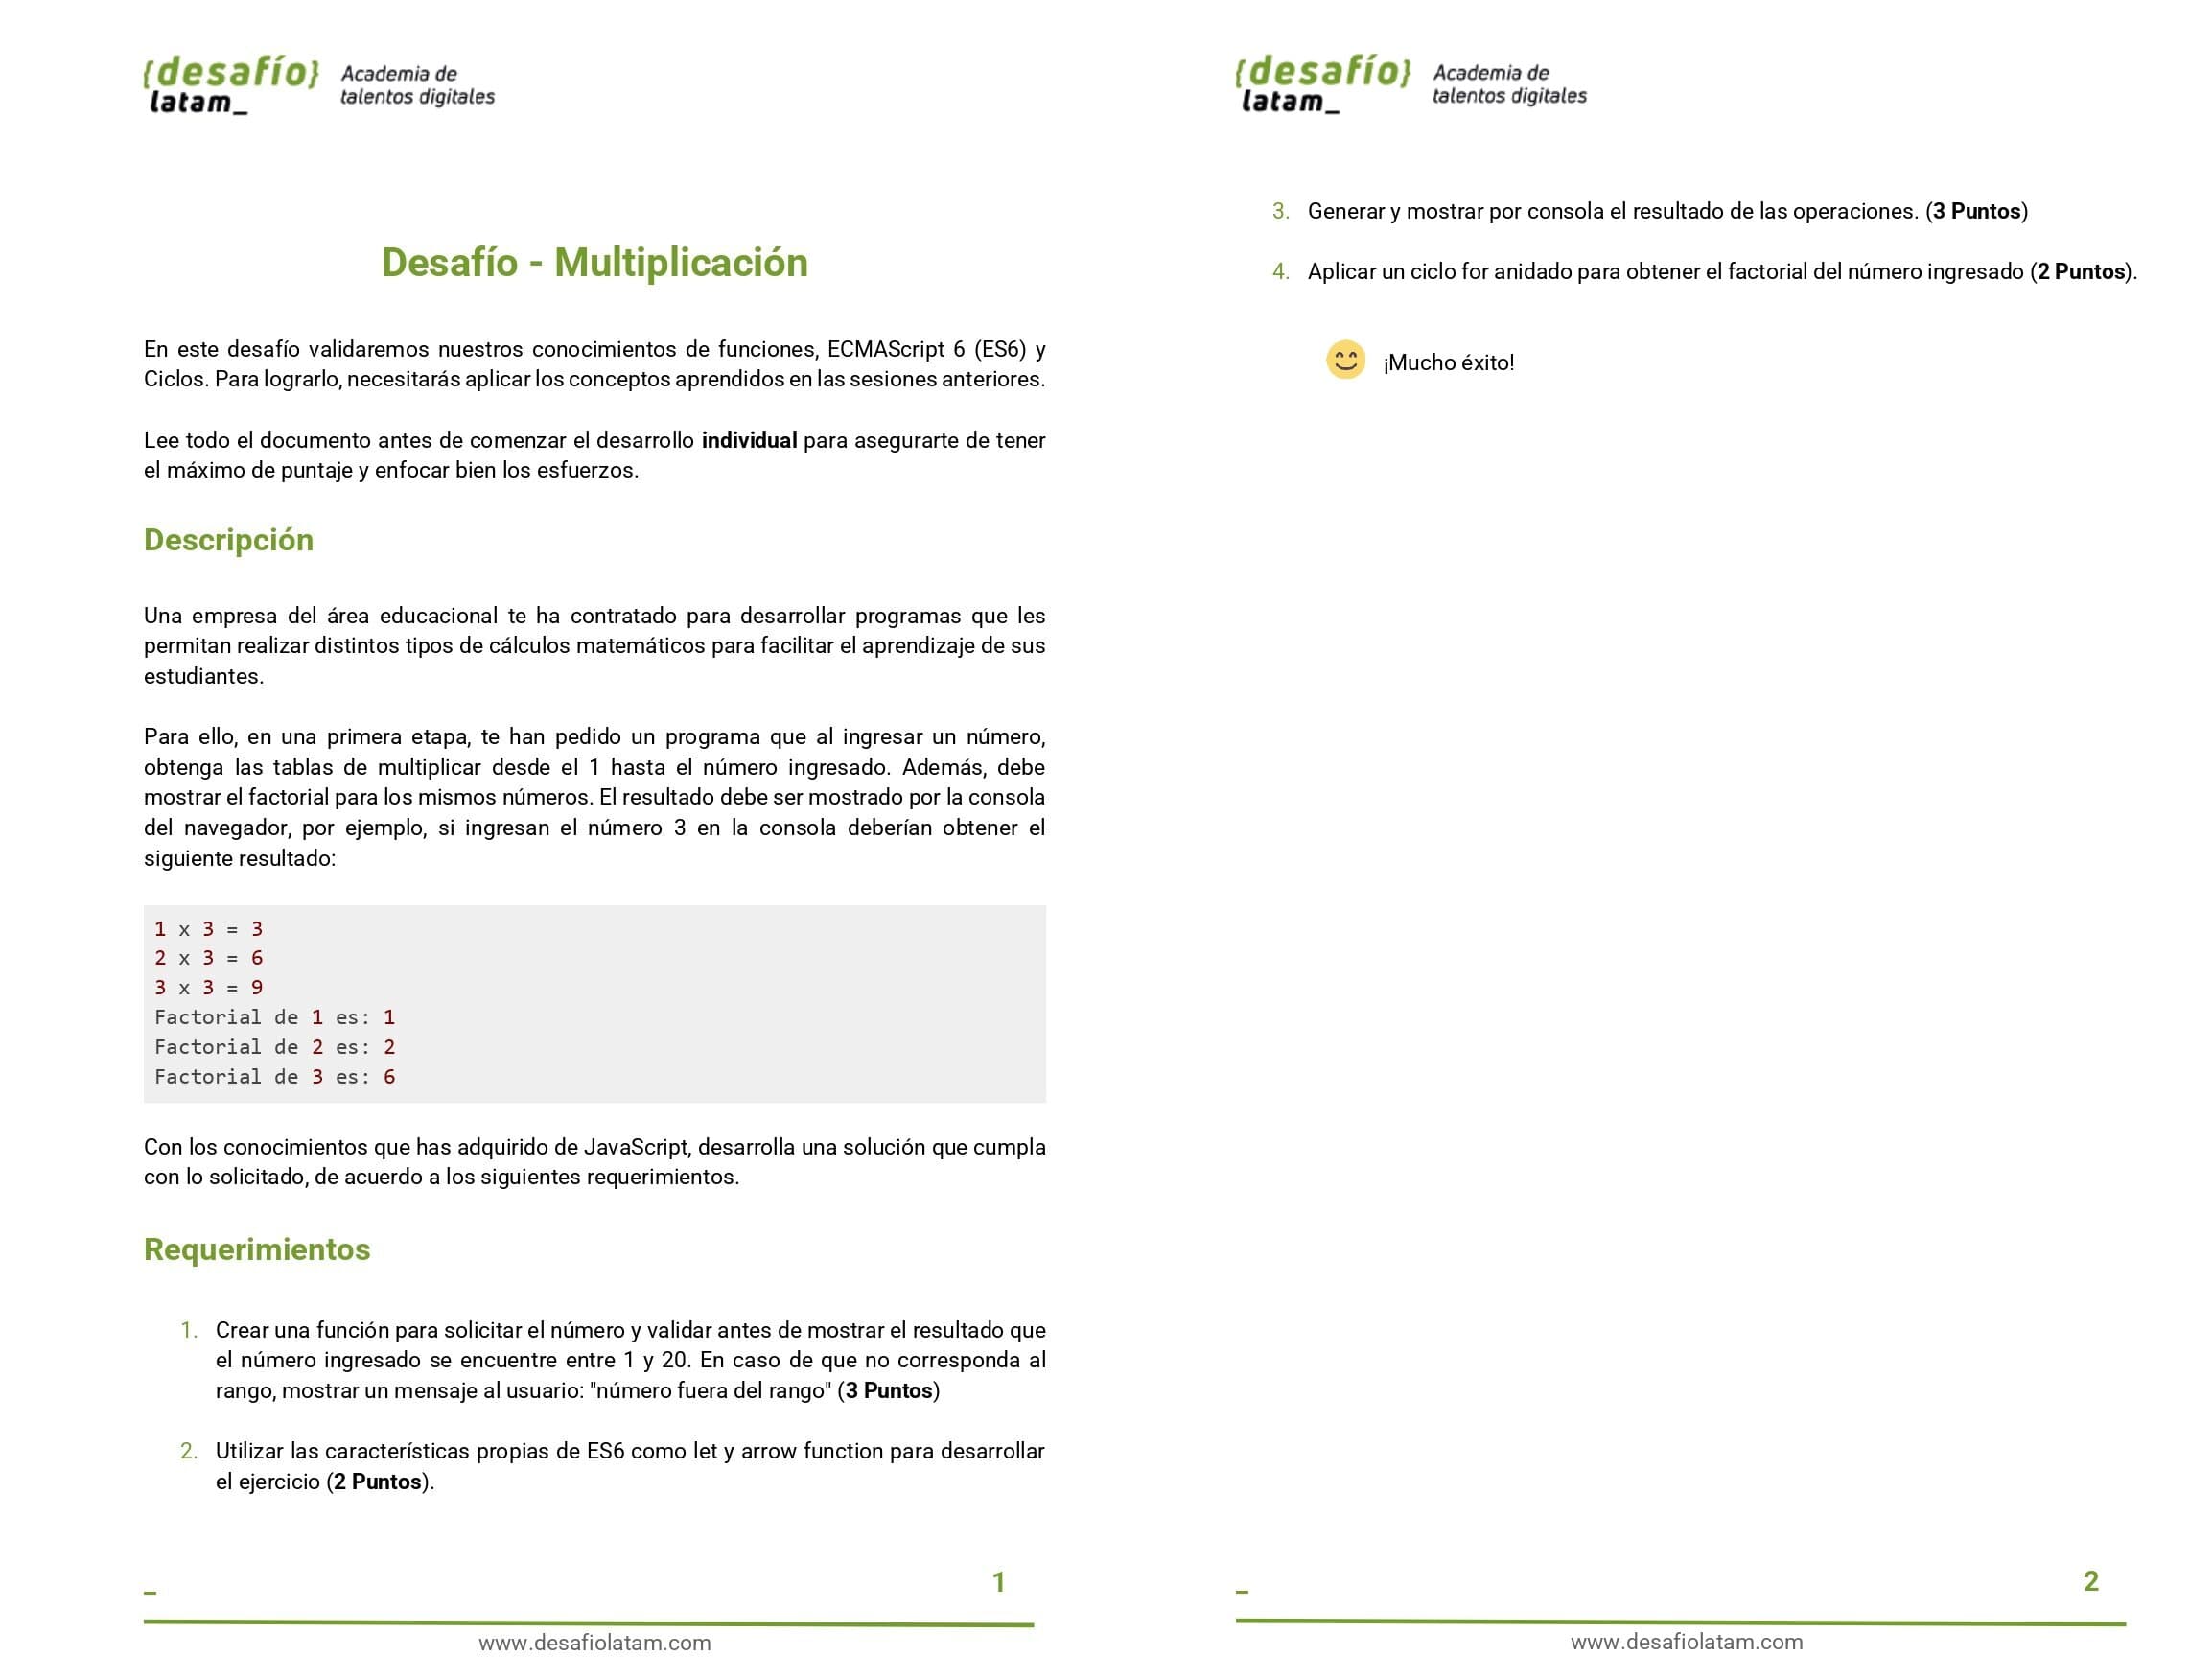 {desafío}
latam_
Academia de
talentos digitales
Desafío - Multiplicación
En este desafío validaremos nuestros conocimientos de funciones, ECMAScript 6 (ES6) y
Ciclos. Para lograrlo, necesitarás aplicar los conceptos aprendidos en las sesiones anteriores.
Lee todo el documento antes de comenzar el desarrollo individual para asegurarte de tener
el máximo de puntaje y enfocar bien los esfuerzos.
Descripción
Una empresa del área educacional te ha contratado para desarrollar programas que les
permitan realizar distintos tipos de cálculos matemáticos para facilitar el aprendizaje de sus
estudiantes.
Para ello, en una primera etapa, te han pedido un programa que al ingresar un número,
obtenga las tablas de multiplicar desde el 1 hasta el número ingresado. Además, debe
mostrar el factorial para los mismos números. El resultado debe ser mostrado por la consola
del navegador, por ejemplo, si ingresan el número 3 en la consola deberían obtener el
siguiente resultado:
1 x 3 = 3
2 x 3 = 6
3 x 3 = 9
Factorial de 1 es: 1
Factorial de 2 es: 2
Factorial de 3 es: 6
Con los conocimientos que has adquirido de JavaScript, desarrolla una solución que cumpla
con lo solicitado, de acuerdo a los siguientes requerimientos.
Requerimientos
1. Crear una función para solicitar el número y validar antes de mostrar el resultado que
el número ingresado se encuentre entre 1 y 20. En caso de que no corresponda al
rango, mostrar un mensaje al usuario: "número fuera del rango" (3 Puntos)
2. Utilizar las características propias de ES6 como let y arrow function para desarrollar
el ejercicio (2 Puntos).
_ 1
www.desafiolatam.com
{desafío}
latam_
Academia de
talentos digitales
3. Generar y mostrar por consola el resultado de las operaciones. (3 Puntos)
4. Aplicar un ciclo for anidado para obtener el factorial del número ingresado (2 Puntos).
¡Mucho éxito!
_ 2
www.desafiolatam.com